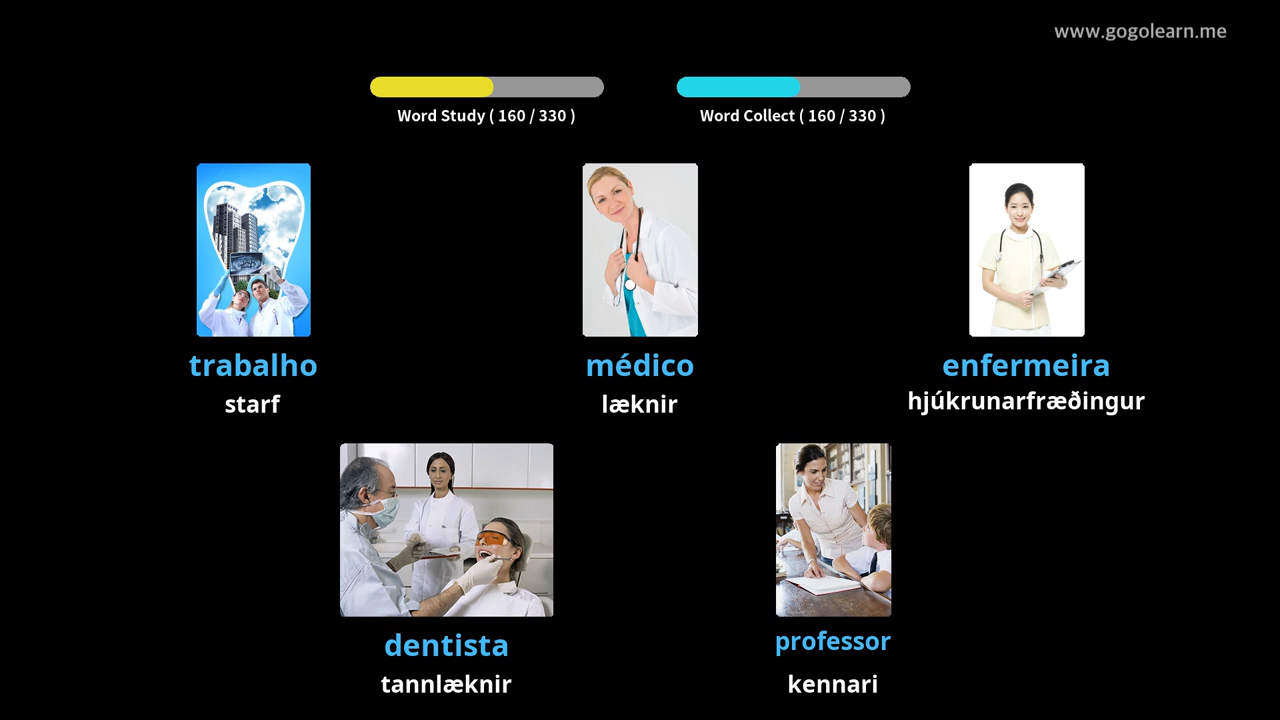 www.gogolearn.me
Word Study ( 160 / 330 )
Word Collect ( 160 / 330 )
trabalho
starf
médico
læknir
enfermeira
hjúkrunarfræðingur
dentista
tannlæknir
professor
kennari